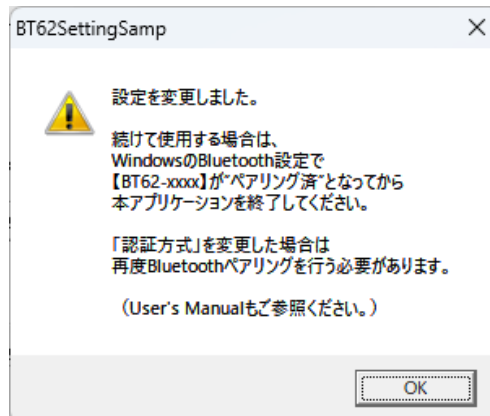 BT62SettingSamp
設定を変更しました。
続けて使用する場合は、
WindowsのBluetooth設定で
【BT62-xxxx】が"ペアリング済"となってから
本アプリケーションを終了してください。
「認証方式」を変更した場合は
再度Bluetoothペアリングを行う必要があります。
（User's Manualもご参照ください。）
OK